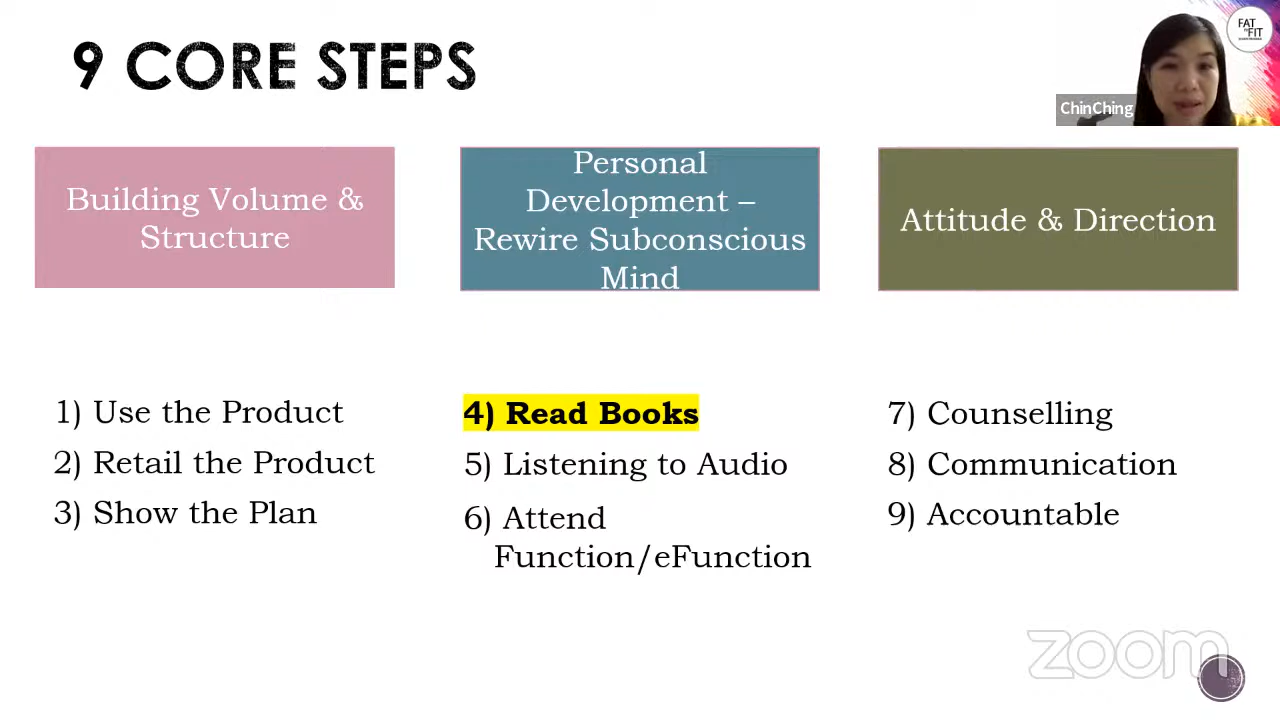 9 CORE STEPS
FAT
FIT
ChinChing
Building Volume &
Structure
Personal
Development –
Rewire Subconscious
Mind
Attitude & Direction
1) Use the Product
2) Retail the Product
3) Show the Plan
4) Read Books
5) Listening to Audio
6) Attend
Function/eFunction
7) Counselling
8) Communication
9) Accountable
zoom